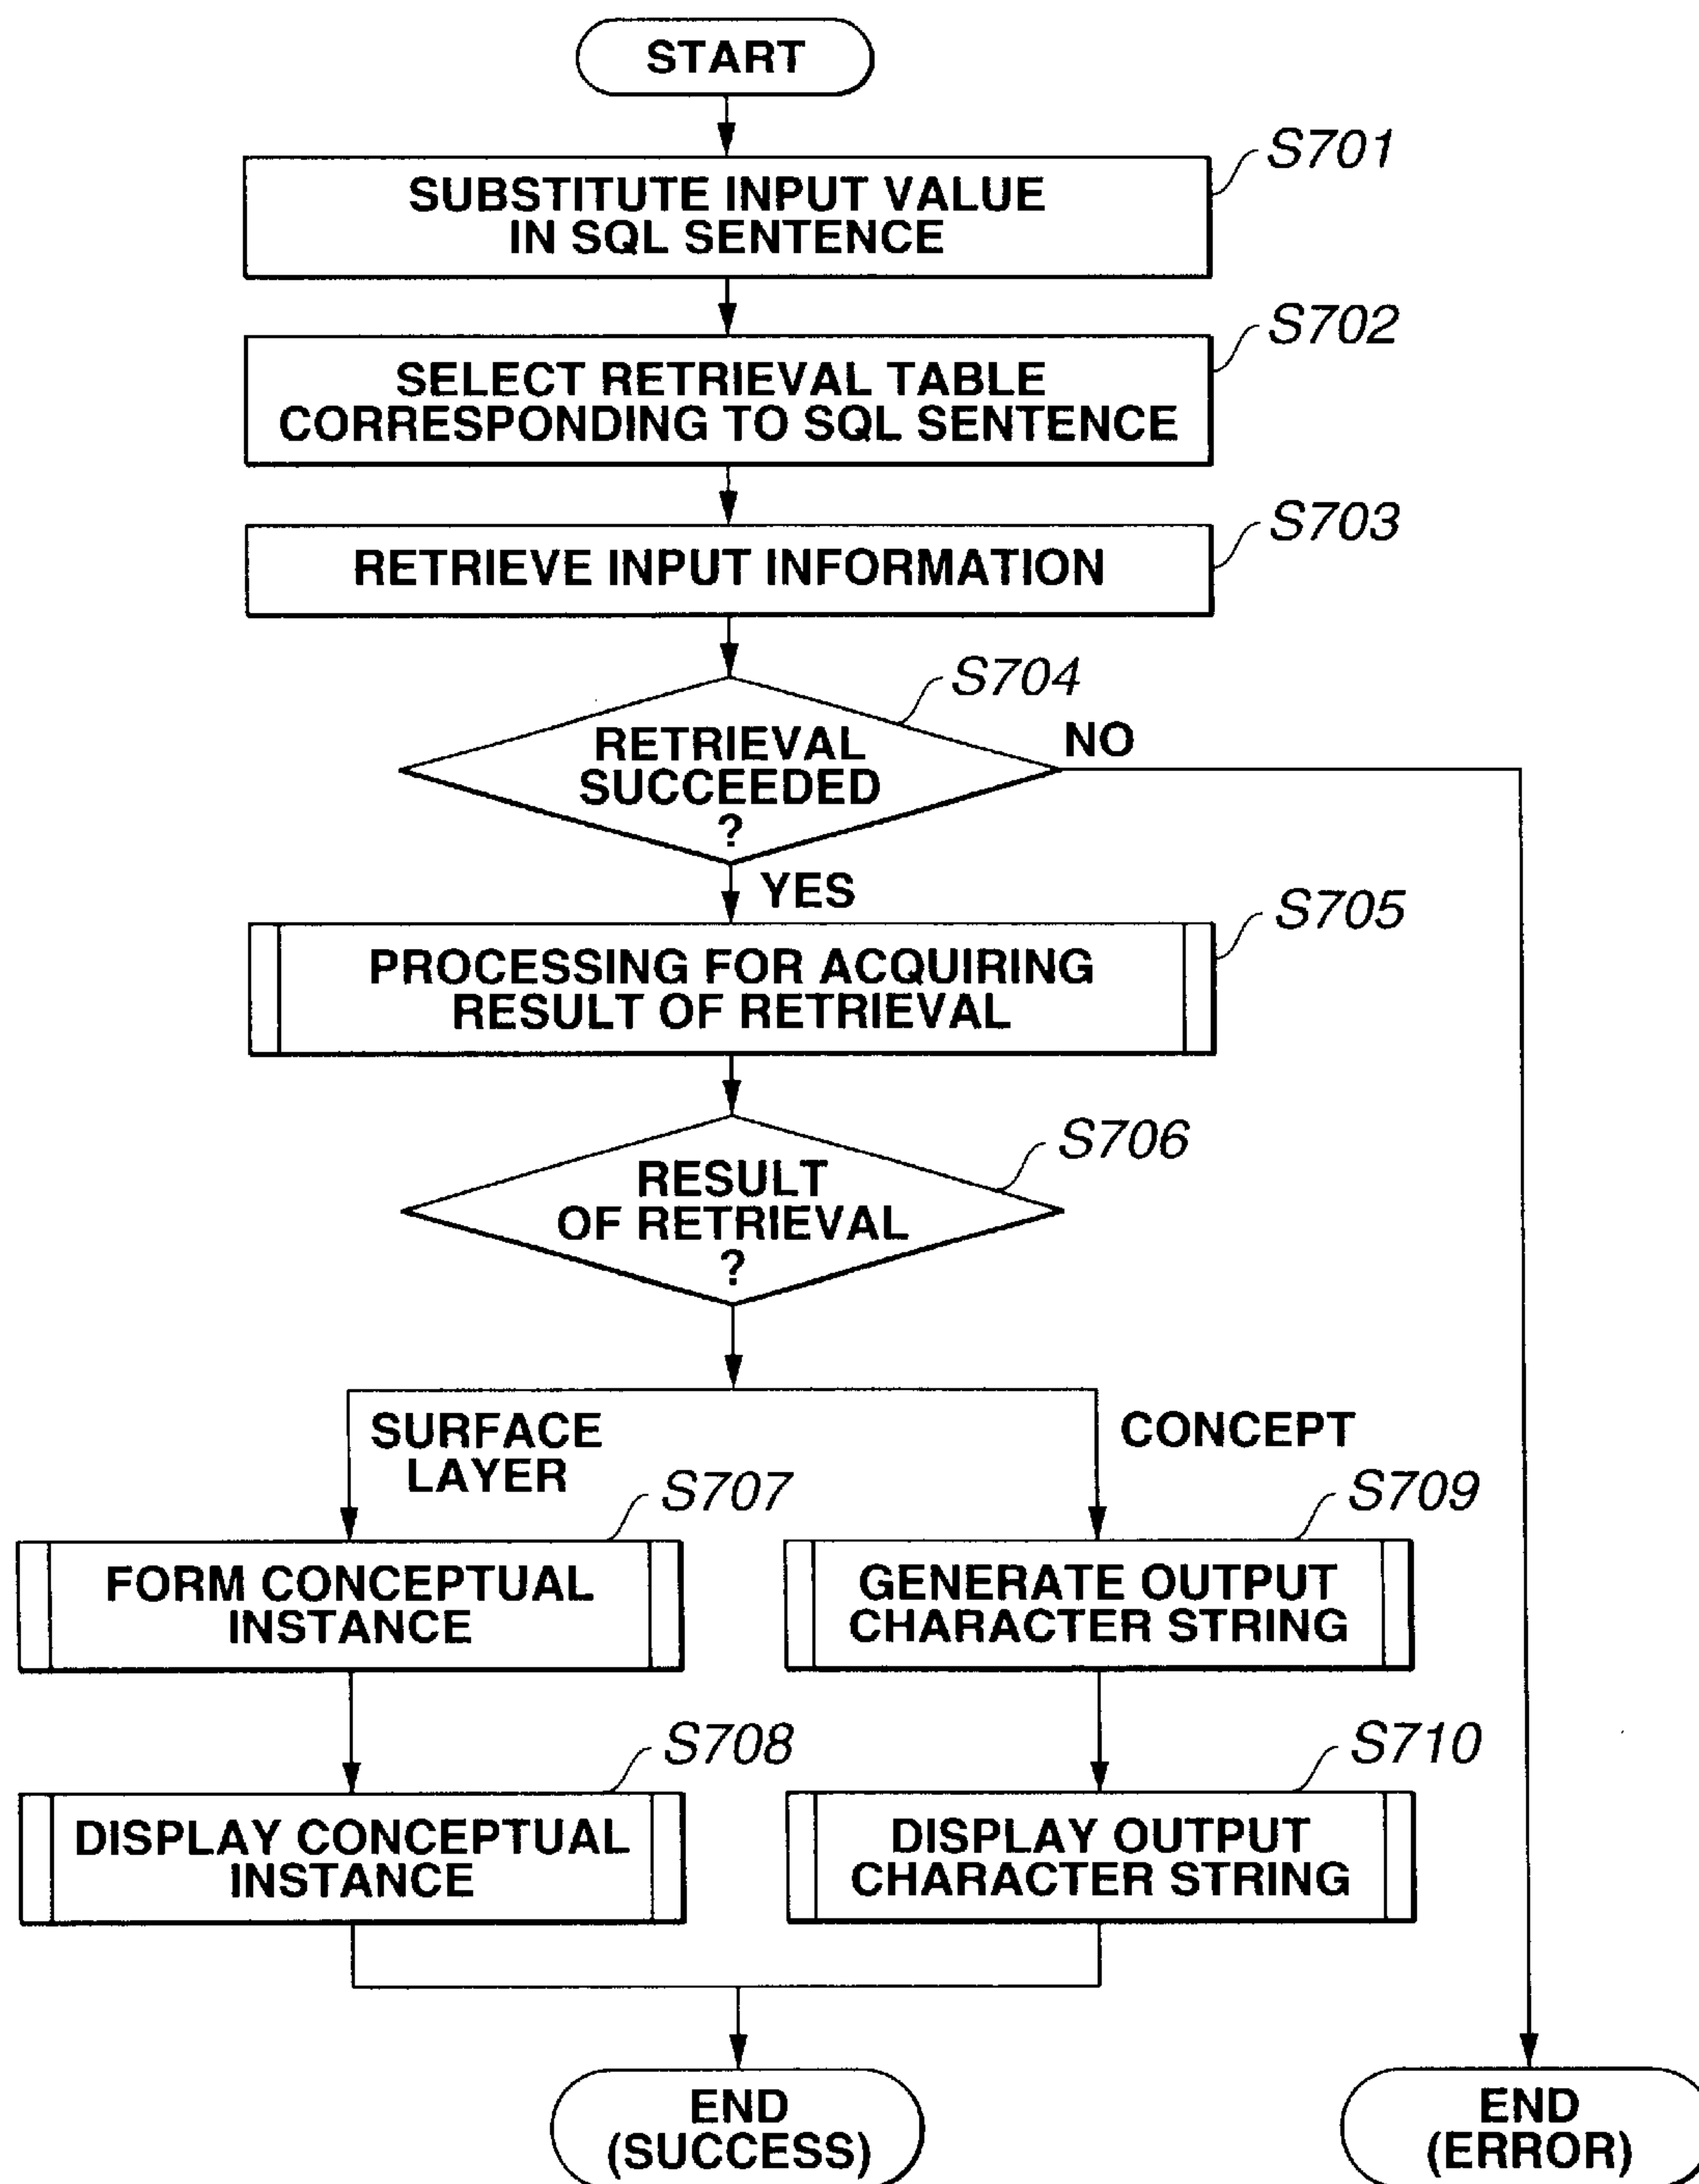 START
S701
SUBSTITUTE INPUT VALUE
IN SQL SENTENCE
S702
SELECT RETRIEVAL TABLE
CORRESPONDING TO SQL SENTENCE
S703
RETRIEVE INPUT INFORMATION
S704
RETRIEVAL
SUCCEEDED
?
NO
YES
S705
PROCESSING FOR ACQUIRING
RESULT OF RETRIEVAL
S706
RESULT
OF RETRIEVAL
?
SURFACE
LAYER
CONCEPT
S707
FORM CONCEPTUAL
INSTANCE
S709
GENERATE OUTPUT
CHARACTER STRING
S708
DISPLAY CONCEPTUAL
INSTANCE
S710
DISPLAY OUTPUT
CHARACTER STRING
END
(SUCCESS)
END
(ERROR)